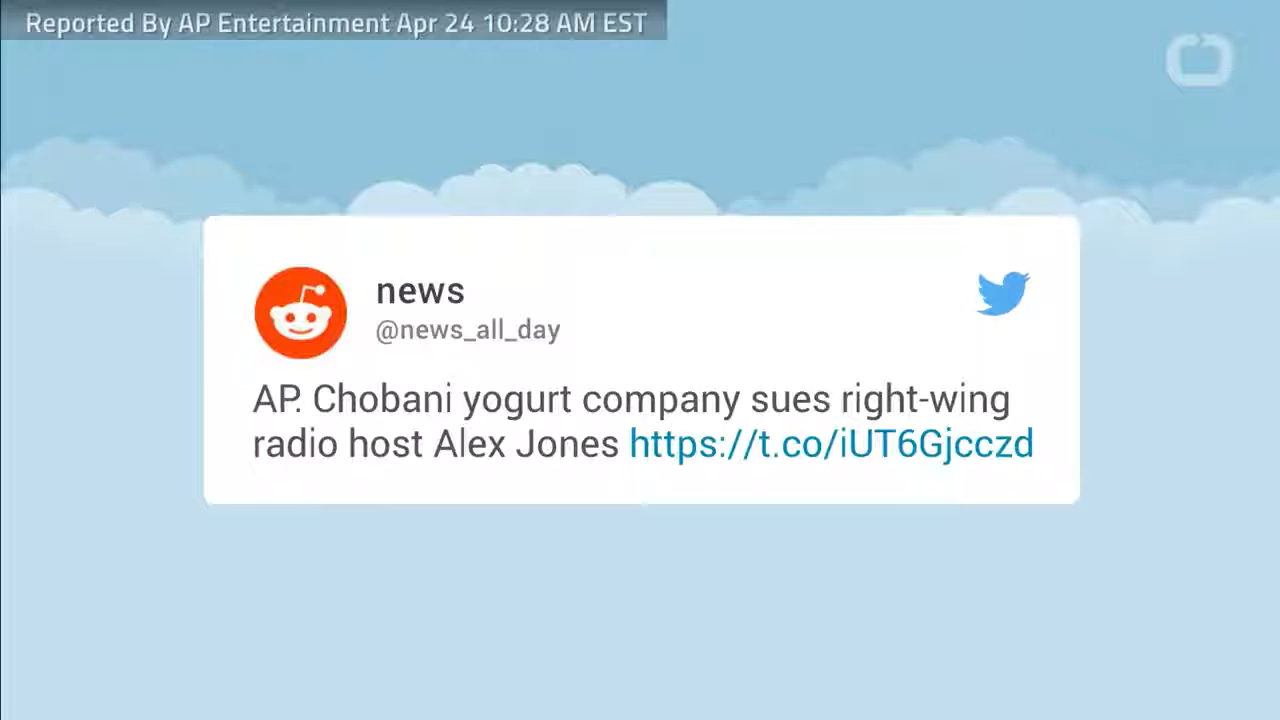 Reported By AP Entertainment Apr 24 10:28 AM EST
news
@news_all_day
AP. Chobani yogurt company sues right-wing
radio host Alex Jones https://t.co/iUT6Gjcczd